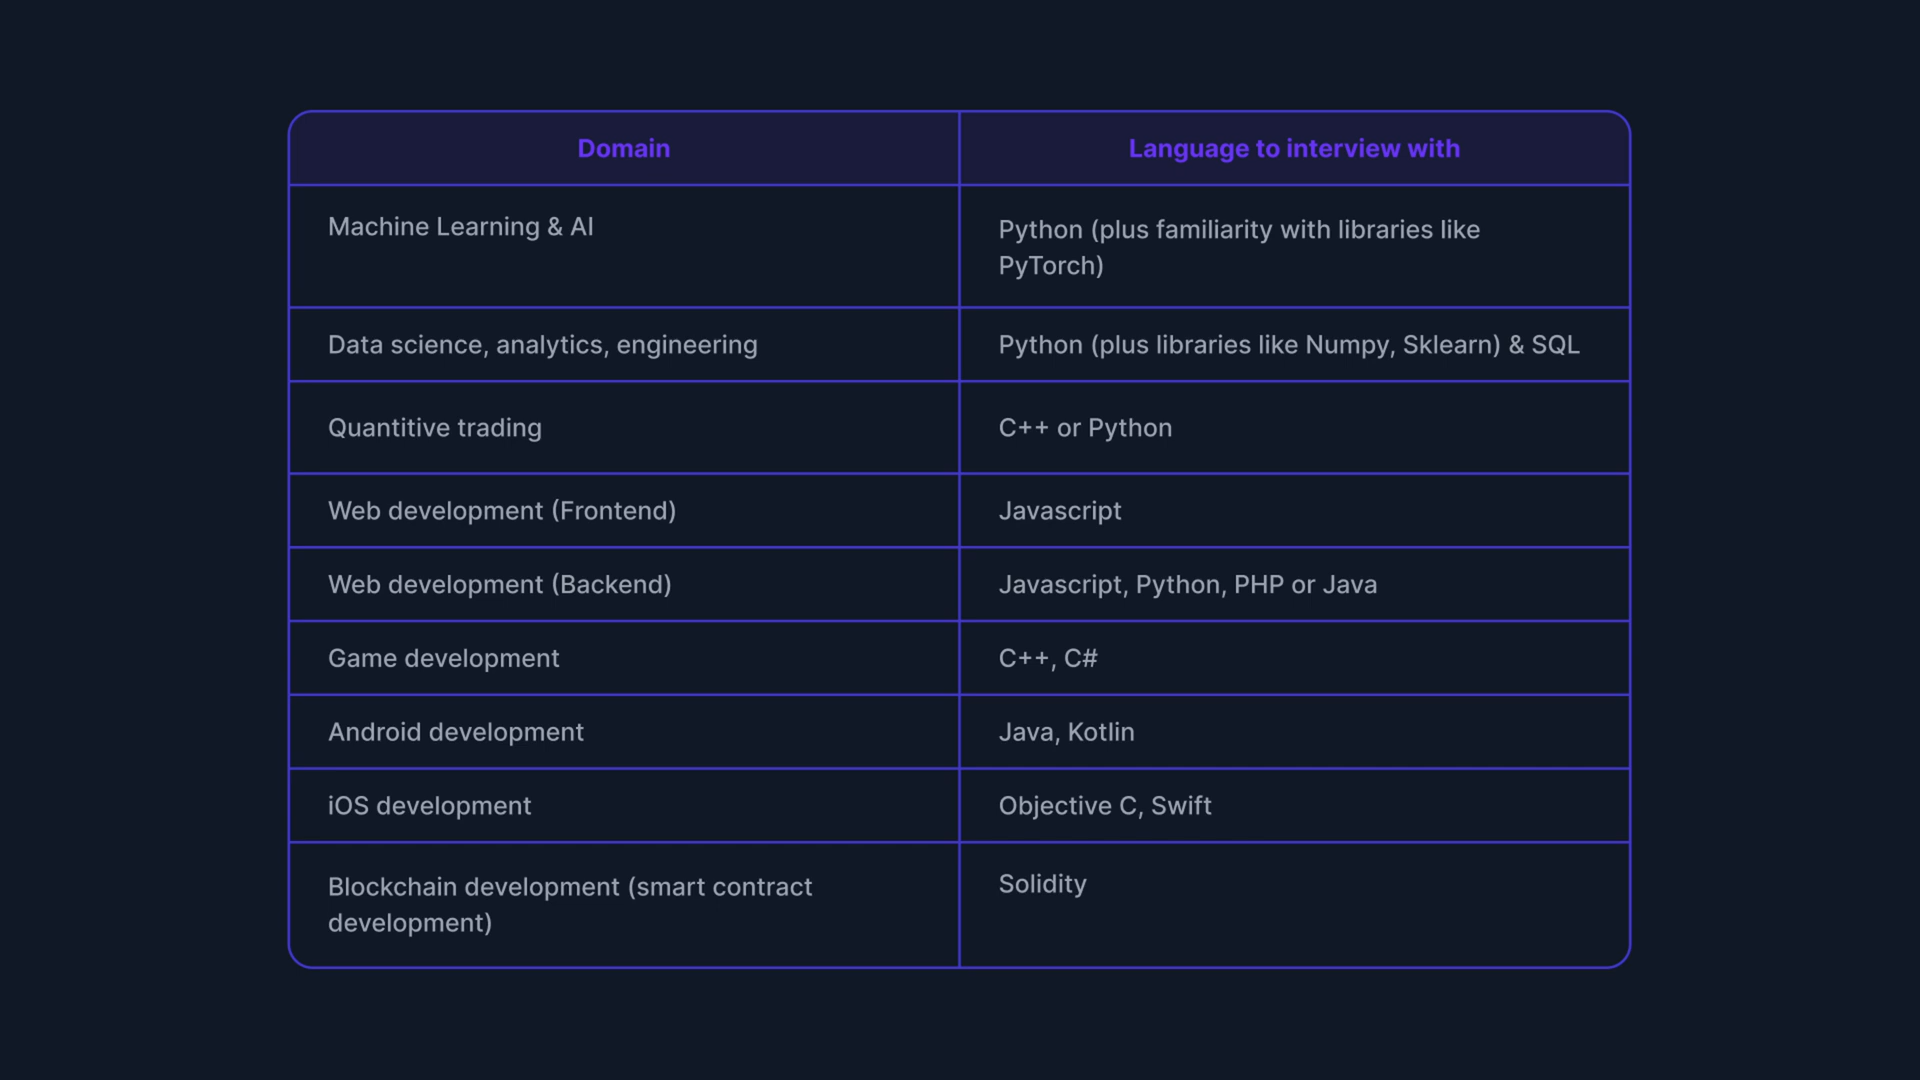 Domain
Language to interview with
Machine Learning & AI
Python (plus familiarity with libraries like
PyTorch)
Data science, analytics, engineering
Python (plus libraries like Numpy, Sklearn) & SQL
Quantitive trading
C++ or Python
Web development (Frontend)
Javascript
Web development (Backend)
Javascript, Python, PHP or Java
Game development
C++, C#
Android development
Java, Kotlin
iOS development
Objective C, Swift
Blockchain development (smart contract
development)
Solidity